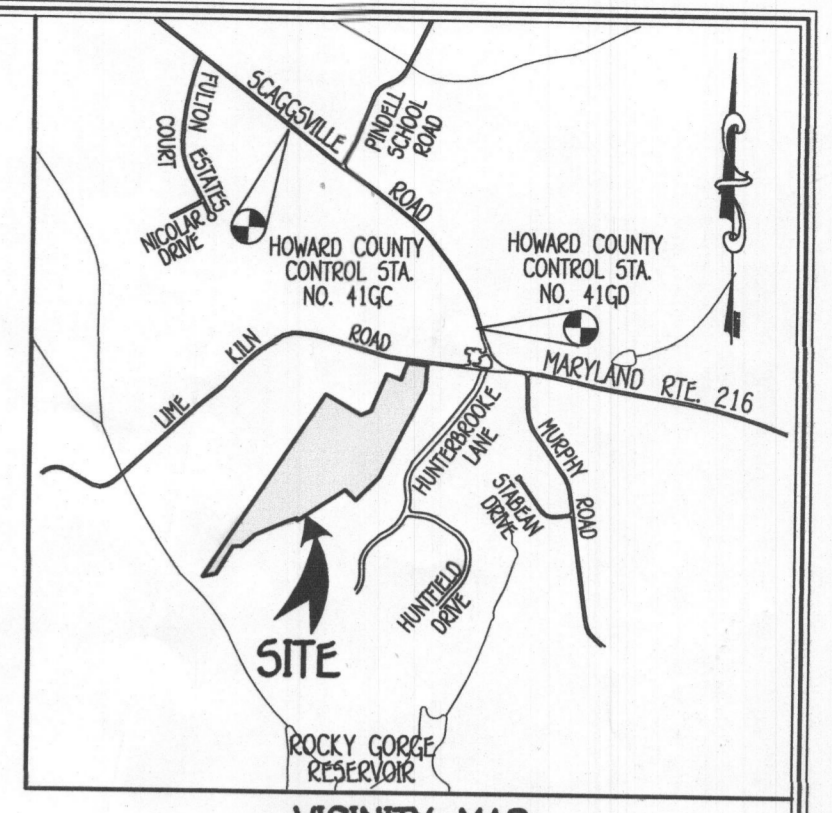 SCAGGSVILLE ROAD
FULTON ESTATES
COURT
PINDELL
SCHOOL
ROAD
NICOLAR
DRIVE
HOWARD COUNTY
CONTROL STA.
NO. 41GC
HOWARD COUNTY
CONTROL STA.
NO. 41GD
LIME KILN ROAD
MARYLAND RTE. 216
HUNTERBROOKE
LANE
MURPHY ROAD
STABEAN
DRIVE
HUNTFIELD
DRIVE
SITE
ROCKY GORGE
RESERVOIR
VICINITY MAP